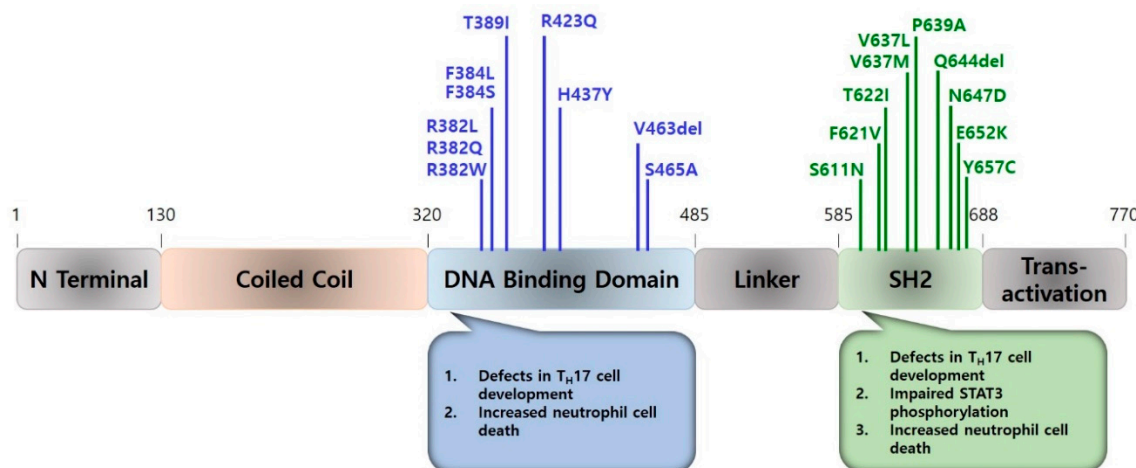 T389I
R423Q
F384L
F384S
H437Y
R382L
R382Q
R382W
V463del
S465A
P639A
V637L
V637M
Q644del
T622I
N647D
F621V
E652K
S611N
Y657C
1
130
320
485
585
688
770
N Terminal
Coiled Coil
DNA Binding Domain
Linker
SH2
Trans-
activation
1. Defects in TH17 cell
development
2. Increased neutrophil cell
death
1. Defects in TH17 cell
development
2. Impaired STAT3
phosphorylation
3. Increased neutrophil cell
death